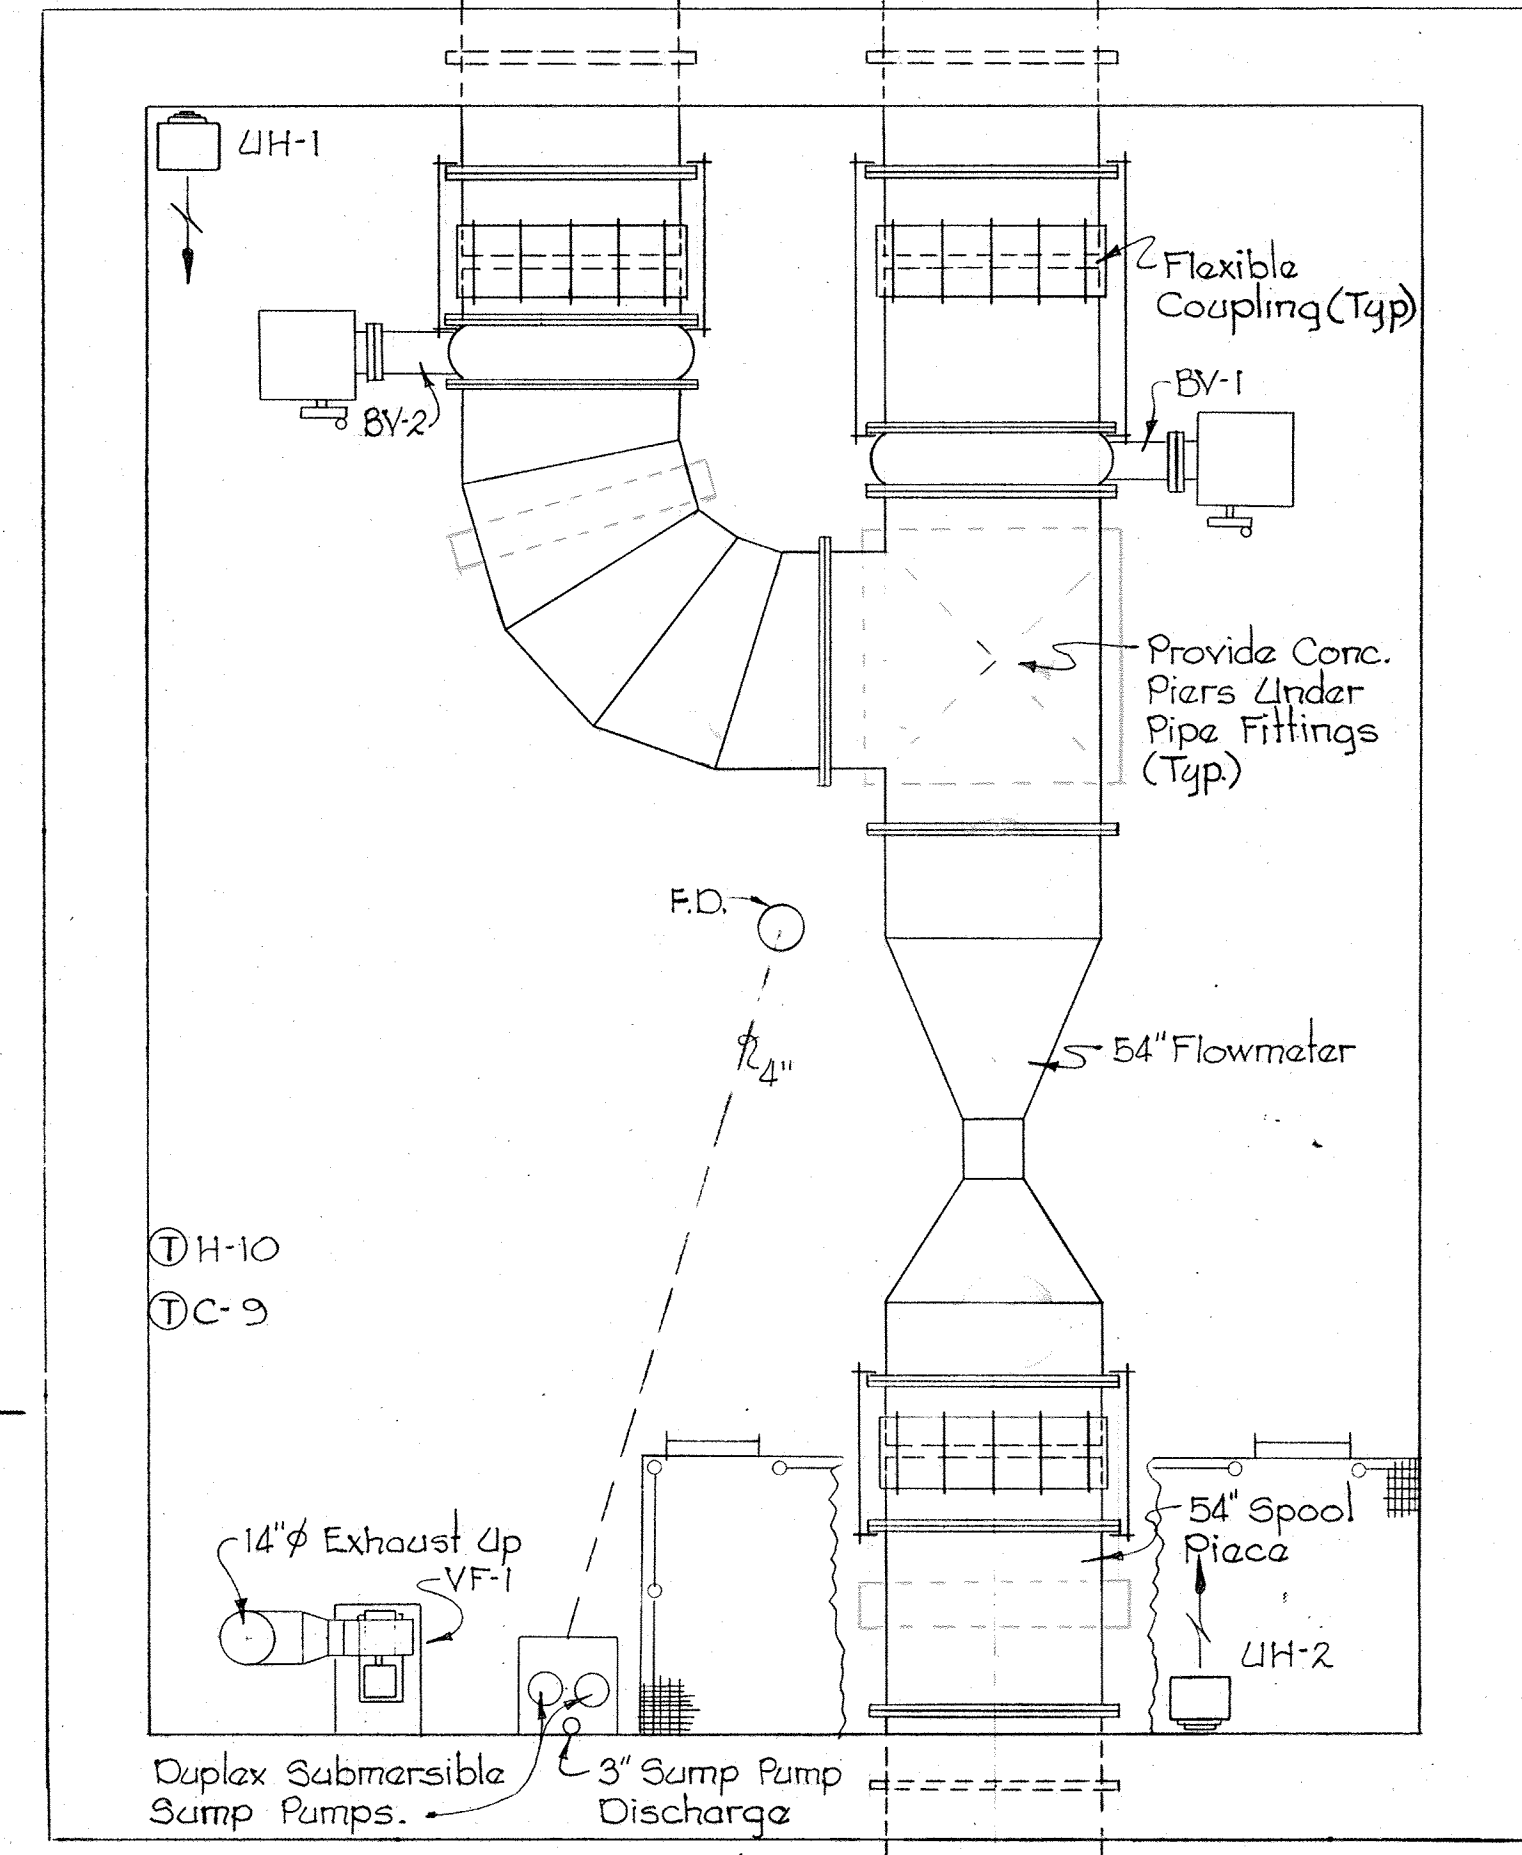 UH-1
Flexible
Coupling (Typ)
BV-2
BV-1
Provide Conc.
Piers Under
Pipe Fittings
(Typ.)
F.D.
4"
54" Flowmeter
T H-10
T C-9
14"ϕ Exhaust Up
VF-1
54" Spool
Piece
UH-2
Duplex Submersible
Sump Pumps.
3" Sump Pump
Discharge